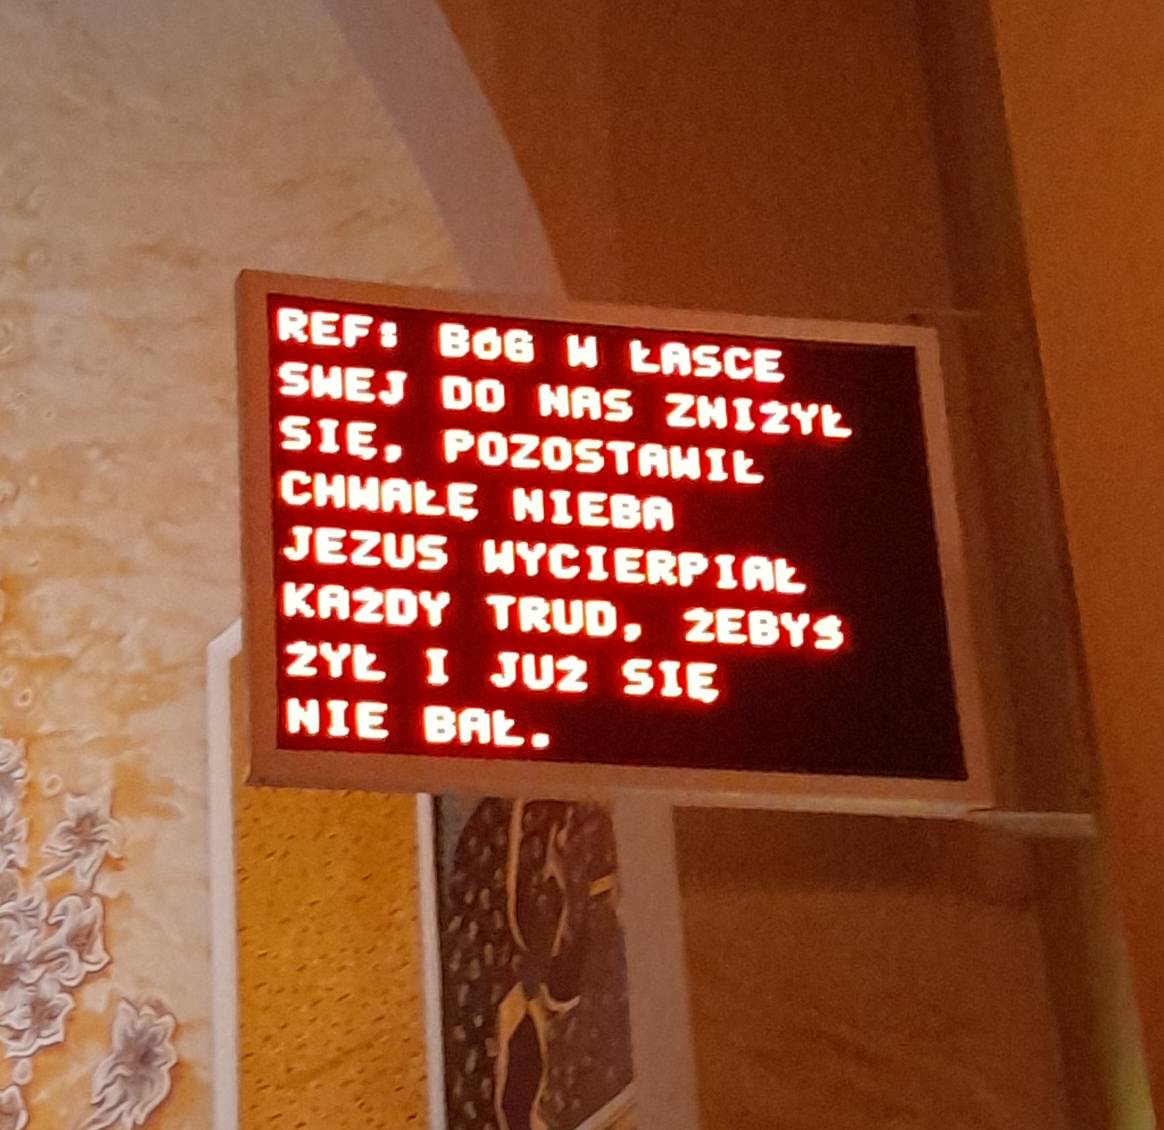 REF: BÓG W ŁASCE
SWEJ DO NAS ZNIŻYŁ
SIĘ, POZOSTAWIŁ
CHWAŁĘ NIEBA
JEZUS WYCIERPIAŁ
KAŻDY TRUD, ŻEBYŚ
ŻYŁ I JUŻ SIĘ
NIE BAŁ.